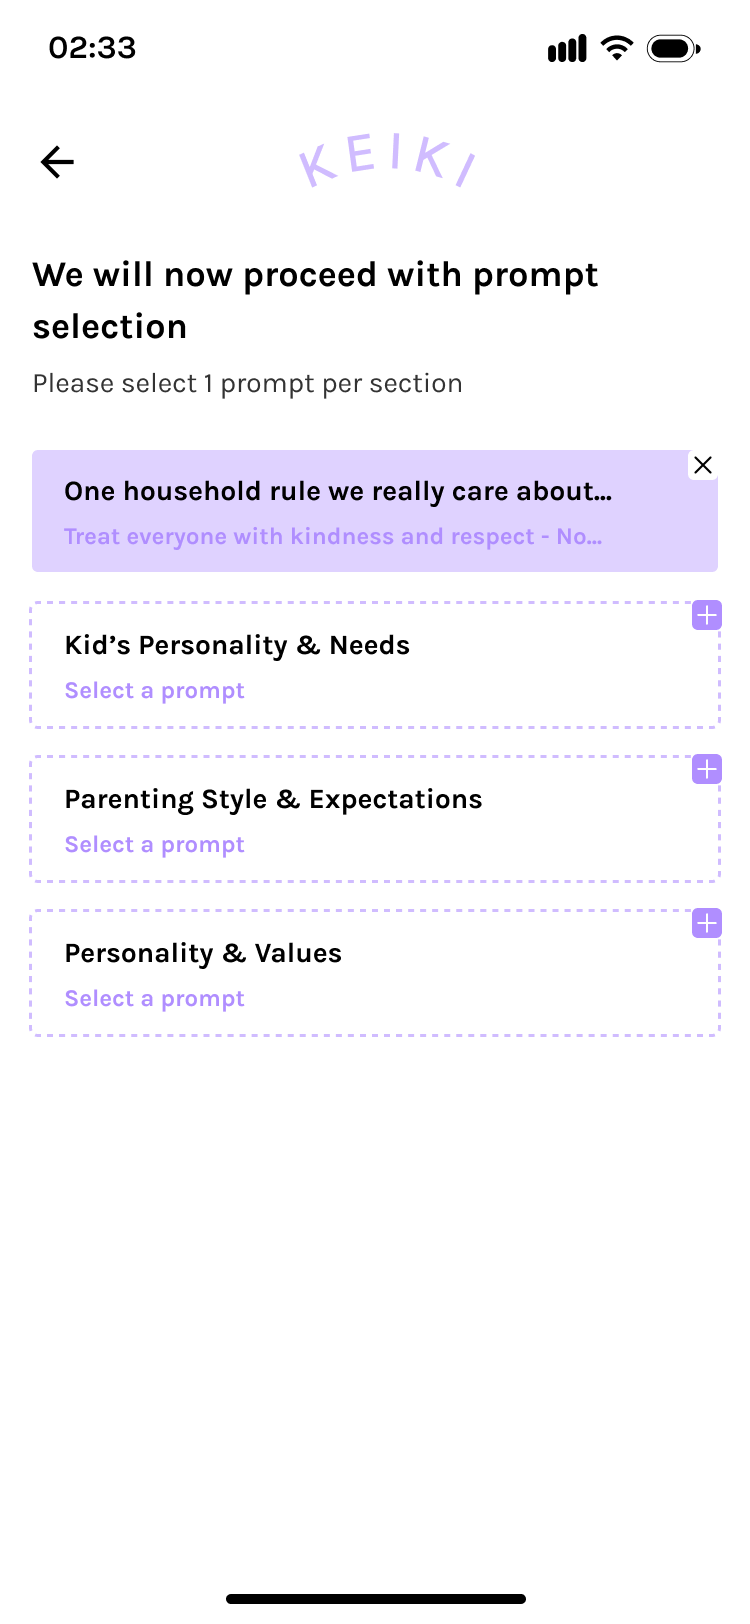 02:33
KEIKI
We will now proceed with prompt
selection
Please select 1 prompt per section
One household rule we really care about...
Treat everyone with kindness and respect - No...
Kid’s Personality & Needs
Select a prompt
Parenting Style & Expectations
Select a prompt
Personality & Values
Select a prompt